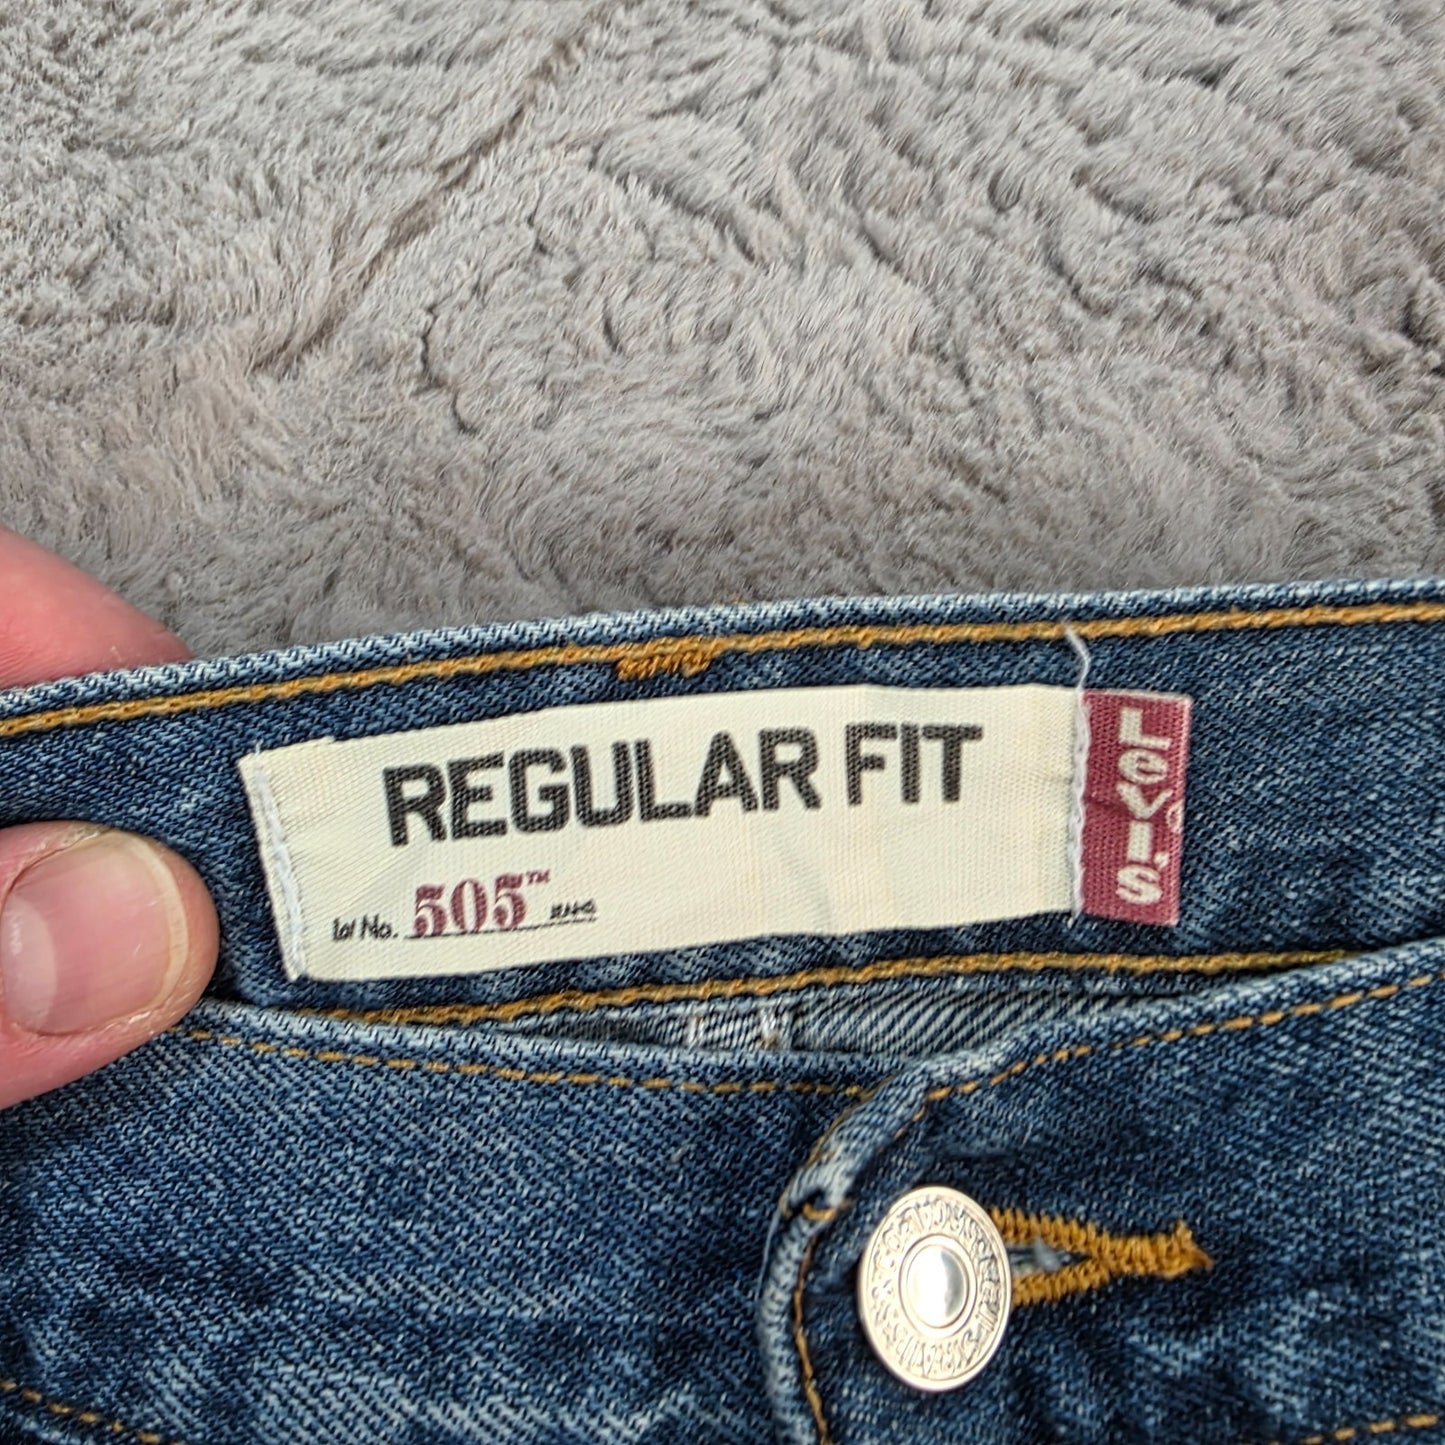 REGULAR FIT
Lot No. 505™ JEANS
Levi's